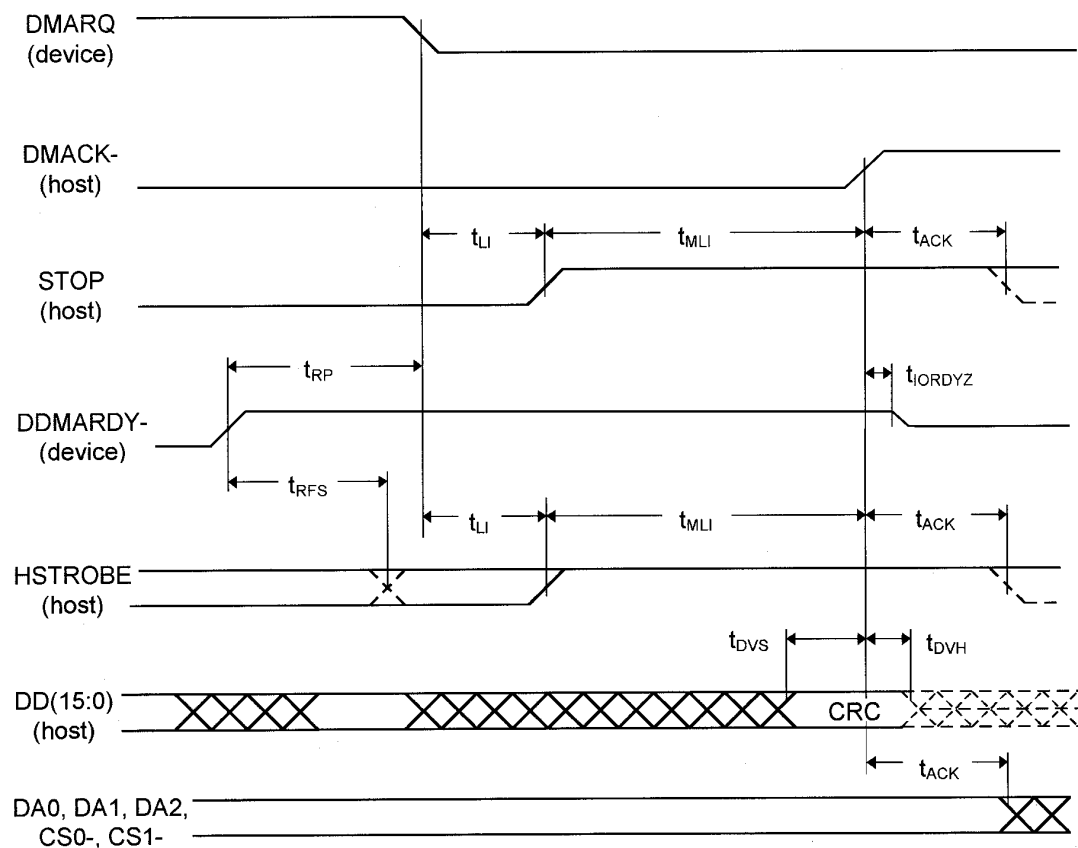 DMARQ
(device)
DMACK-
(host)
tLI
tMLI
tACK
STOP
(host)
tRP
tIORDYZ
DDMARDY-
(device)
tRFS
tLI
tMLI
tACK
HSTROBE
(host)
tDVS
tDVH
DD(15:0)
(host)
CRC
tACK
DA0, DA1, DA2,
CS0-, CS1-